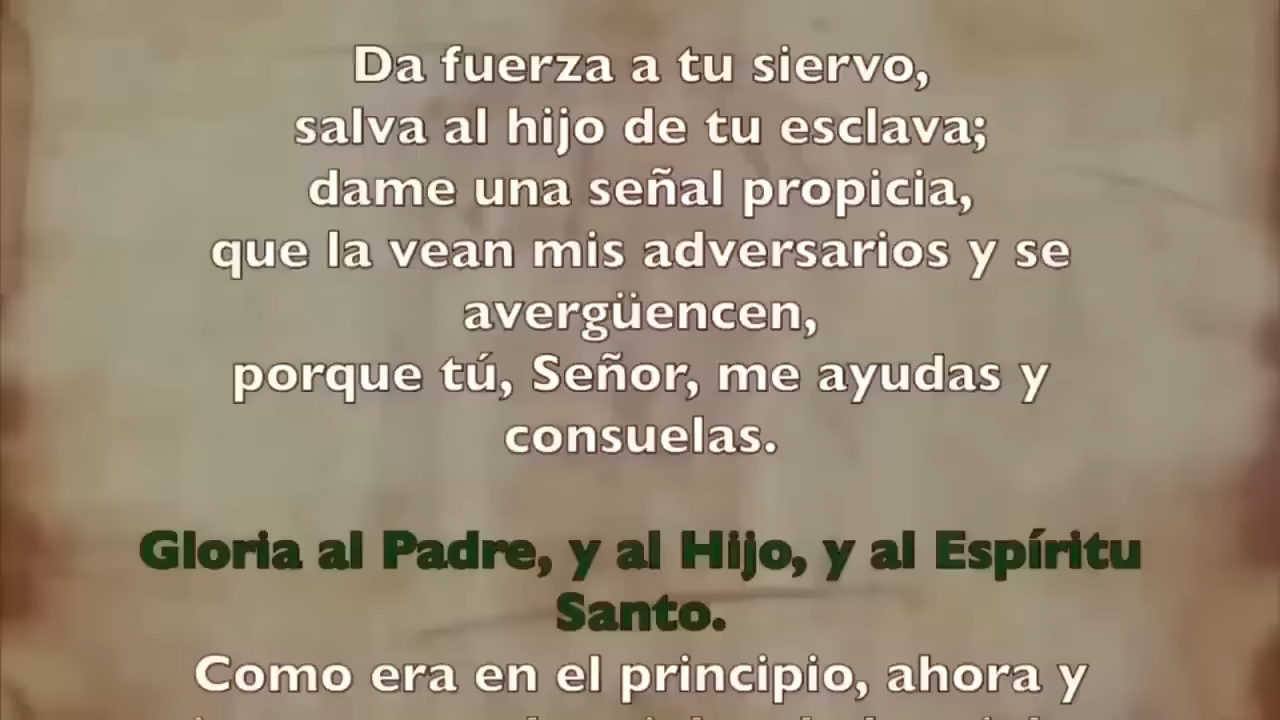 Da fuerza a tu siervo,
salva al hijo de tu esclava;
dame una señal propicia,
que la vean mis adversarios y se
avergüencen,
porque tú, Señor, me ayudas y
consuelas.
Gloria al Padre, y al Hijo, y al Espíritu
Santo.
Como era en el principio, ahora y